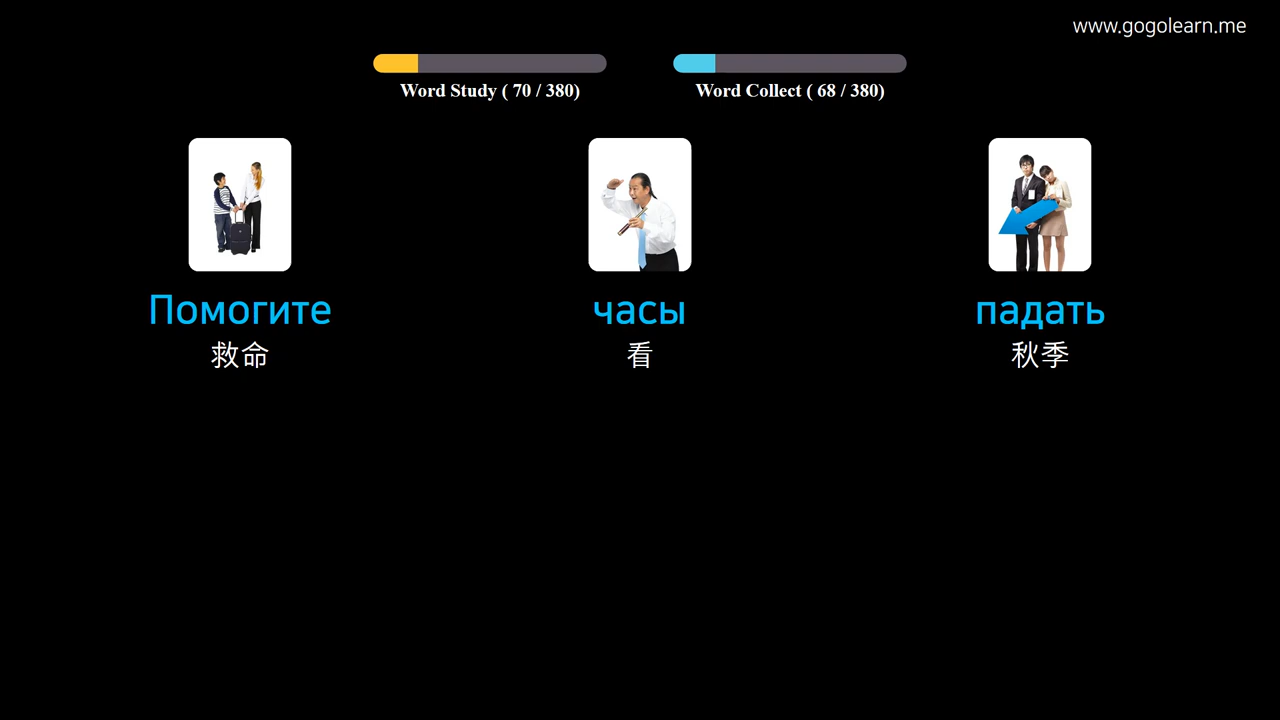 www.gogolearn.me
Word Study ( 70 / 380)
Word Collect ( 68 / 380)
Помогите
救命
часы
看
падать
秋季